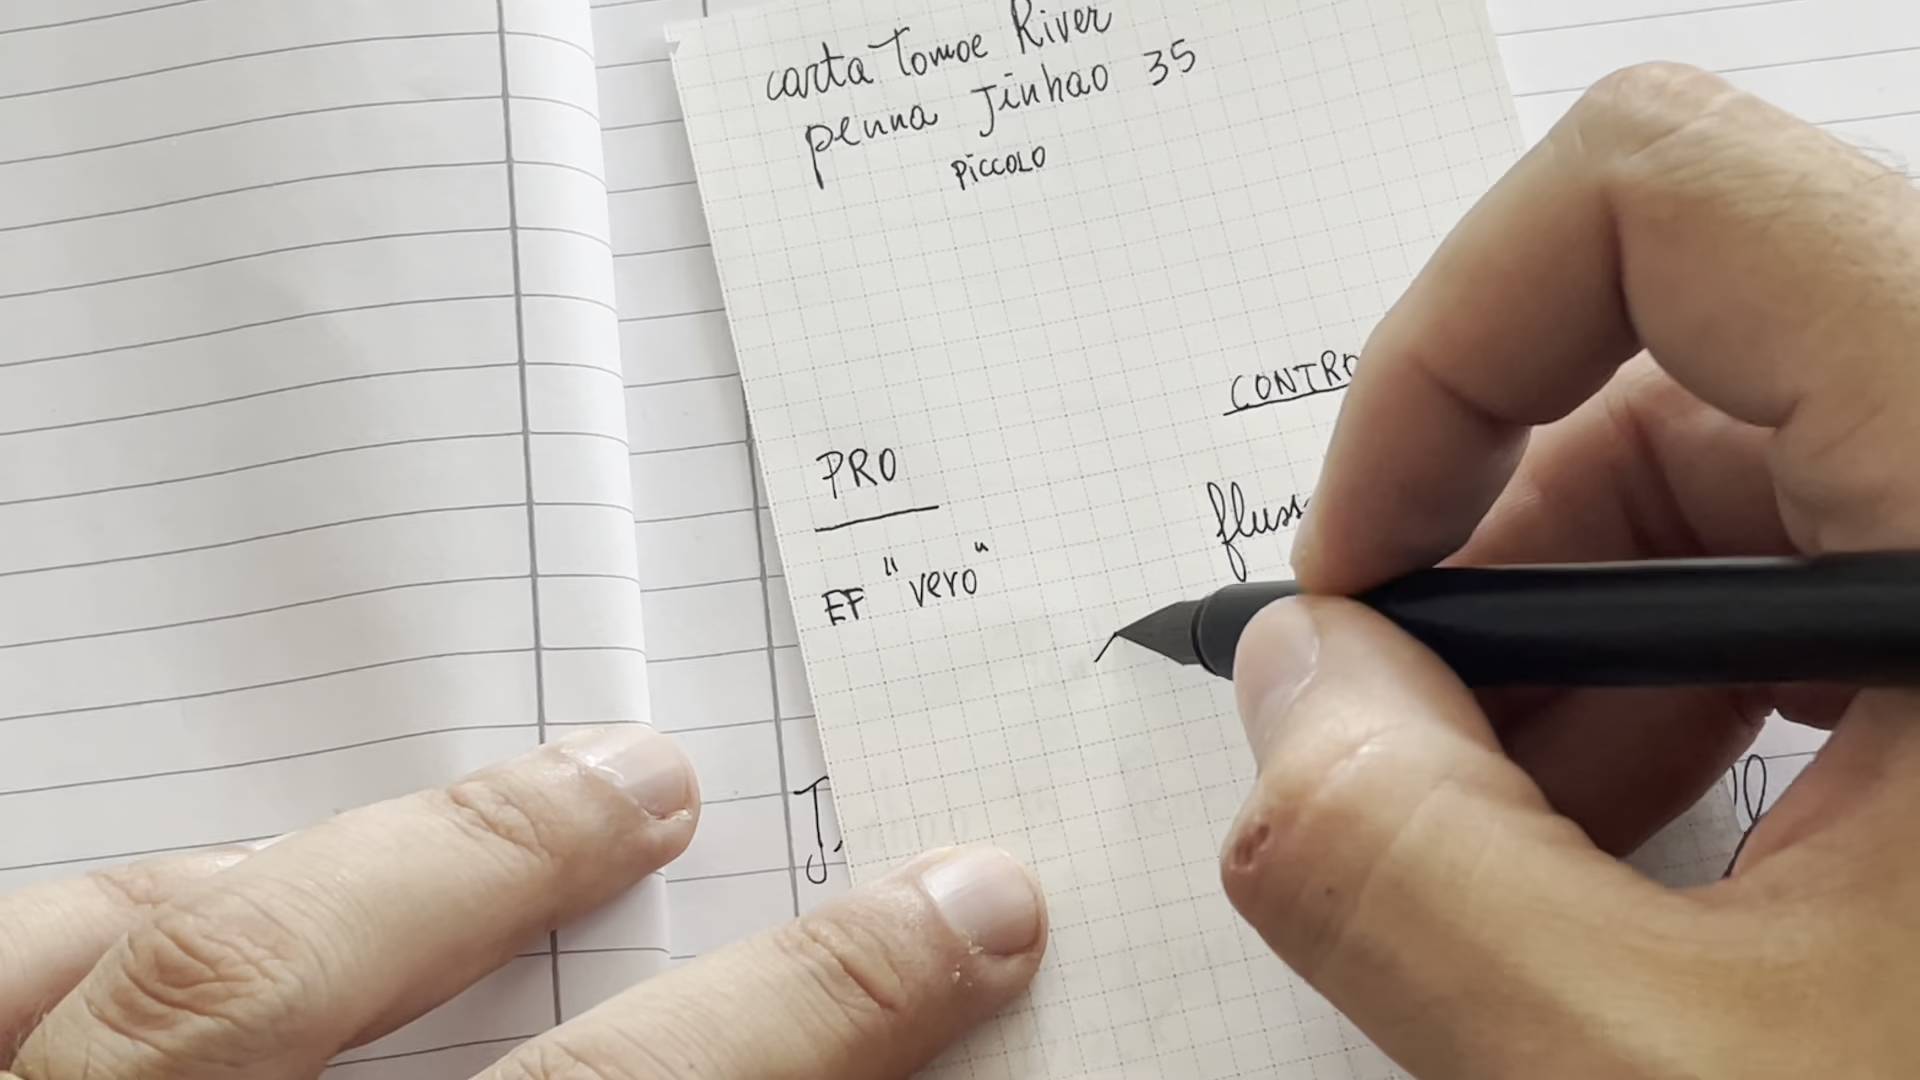 carta Tomoe River
penna Jinhao 35
PiCCOLO
PRO
CONTRO
EF "vero"